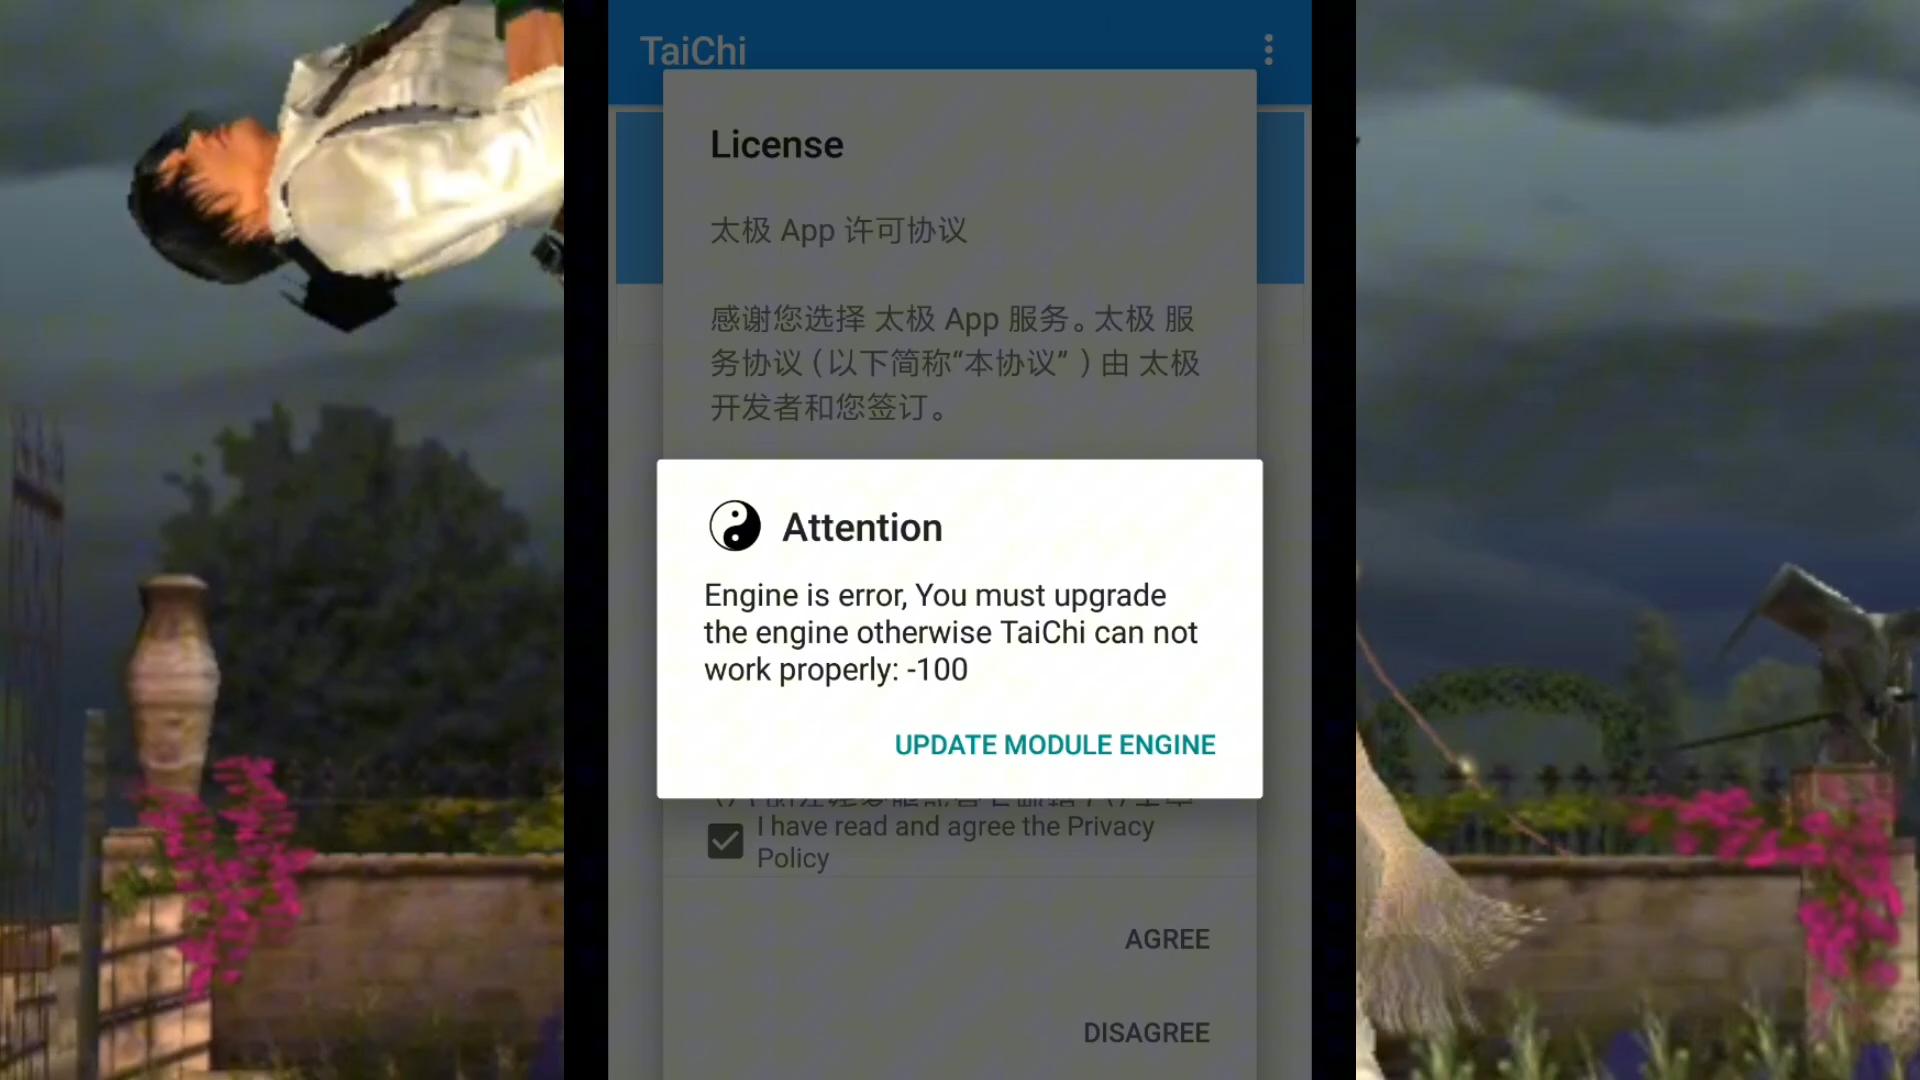 TaiChi
License
太极 App 许可协议
感谢您选择 太极 App 服务。太极 服
务协议（以下简称“本协议”）由 太极
开发者和您签订。
Attention
Engine is error, You must upgrade
the engine otherwise TaiChi can not
work properly: -100
UPDATE MODULE ENGINE
I have read and agree the Privacy
Policy
AGREE
DISAGREE